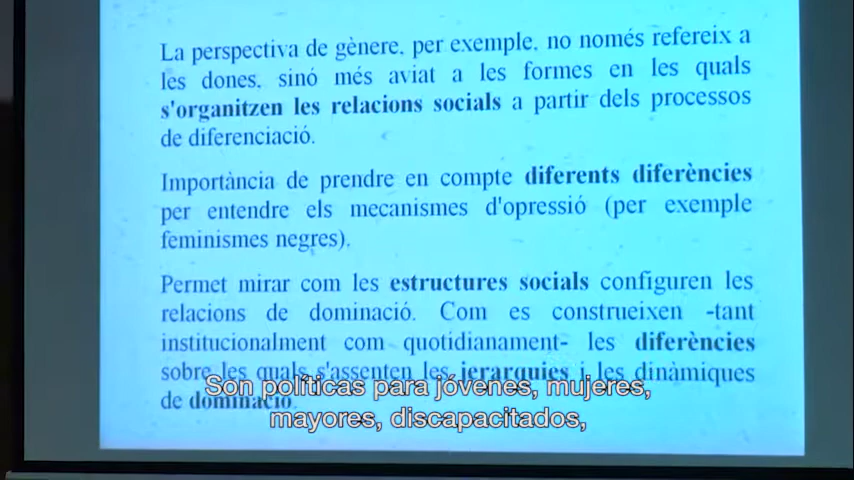 La perspectiva de gènere, per exemple, no només refereix a
les dones, sinó més aviat a les formes en les quals
s'organitzen les relacions socials a partir dels processos
de diferenciació.
Importància de prendre en compte diferents diferències
per entendre els mecanismes d'opressió (per exemple
feminismes negres).
Permet mirar com les estructures socials configuren les
relacions de dominació. Com es construeixen -tant
institucionalment com quotidianament- les diferències
sobre les quals s'assenten les jerarquies i les dinàmiques
de dominació.
Son políticas para jóvenes, mujeres,
mayores, discapacitados,